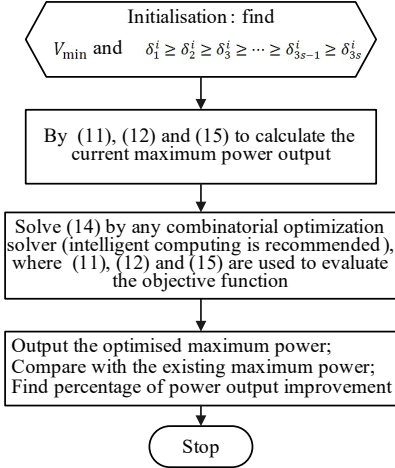 Initialisation: find
V_min and δ_1^i ≥ δ_2^i ≥ δ_3^i ≥ ⋯ ≥ δ_{3s−1}^i ≥ δ_{3s}^i
By (11), (12) and (15) to calculate the
current maximum power output
Solve (14) by any combinatorial optimization
solver (intelligent computing is recommended),
where (11), (12) and (15) are used to evaluate
the objective function
Output the optimised maximum power;
Compare with the existing maximum power;
Find percentage of power output improvement
Stop